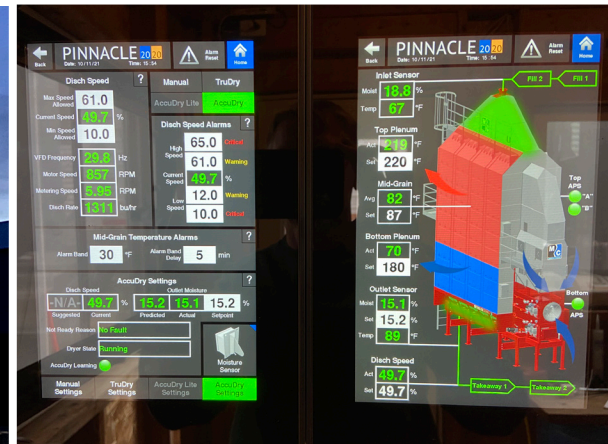 Back
PINNACLE 20 20
Date: 10/11/21 Time: 15:54
Alarm Reset
Home
Disch Speed ?
Max Speed Allowed 61.0
Current Speed 49.7 %
Min Speed Allowed 10.0
VFD Frequency 29.8 Hz
Motor Speed 857 RPM
Metering Speed 5.95 RPM
Disch Rate 1311 bu/hr
Manual TruDry
AccuDry Lite AccuDry
Disch Speed Alarms ?
High Speed 65.0 Critical
61.0 Warning
Current Speed 49.7 %
Low Speed 12.0 Warning
10.0 Critical
Mid-Grain Temperature Alarms ?
Alarm Band 30 °F Alarm Band Delay 5 min
AccuDry Settings ?
Disch Speed Outlet Moisture
-N/A- 49.7 % 15.2 15.1 15.2 %
Suggested Current Predicted Actual Setpoint
Not Ready Reason No Fault
Dryer State Running
AccuDry Learning
Moisture Sensor
Manual Settings TruDry Settings AccuDry Lite Settings AccuDry Settings
Back
PINNACLE 20 20
Date: 10/11/21 Time: 15:54
Alarm Reset
Home
Inlet Sensor
Moist 18.8 %
Temp 67 °F
Fill 2 Fill 1
Top Plenum
Act 219 °F
Set 220 °F
Mid-Grain
Avg 82 °F
Set 87 °F
Top APS
"A"
"B"
Bottom Plenum
Act 70 °F
Set 180 °F
MC
Outlet Sensor
Moist 15.1 %
Set 15.2 %
Temp 89 °F
Bottom APS
Disch Speed
Act 49.7 %
Set 49.7 %
Takeaway 1 Takeaway 2